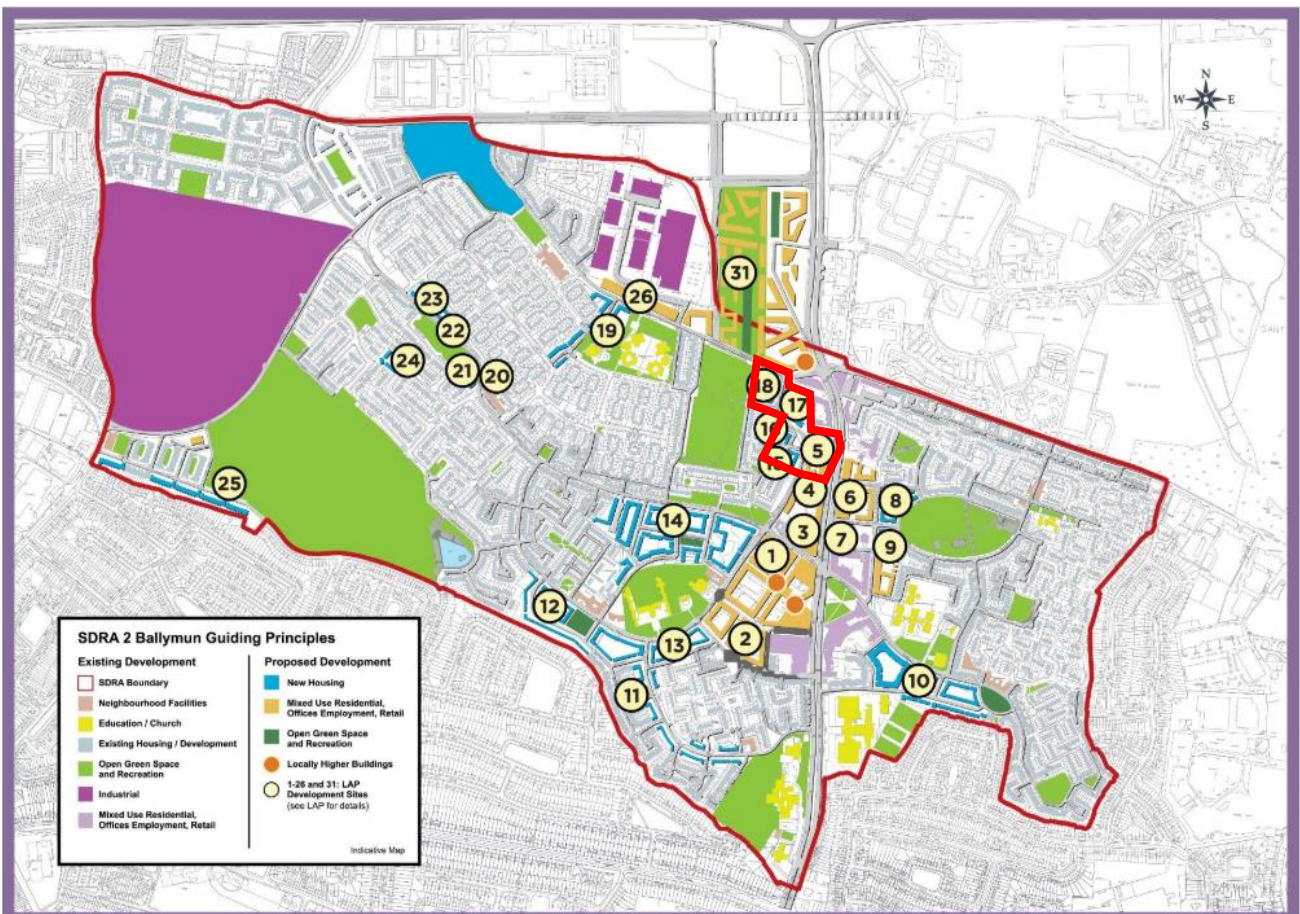 N
W E
S
31
23
26
22
19
24
21
20
18
17
16
5
15
25
4
6
8
14
3
7
9
1
12
2
13
10
11
SDRA 2 Ballymun Guiding Principles
Existing Development
SDRA Boundary
Neighbourhood Facilities
Education / Church
Existing Housing / Development
Open Green Space
and Recreation
Industrial
Mixed Use Residential,
Offices Employment, Retail
Proposed Development
New Housing
Mixed Use Residential,
Offices Employment, Retail
Open Green Space
and Recreation
Locally Higher Buildings
1-26 and 31: LAP
Development Sites
(see LAP for details)
Indicative Map